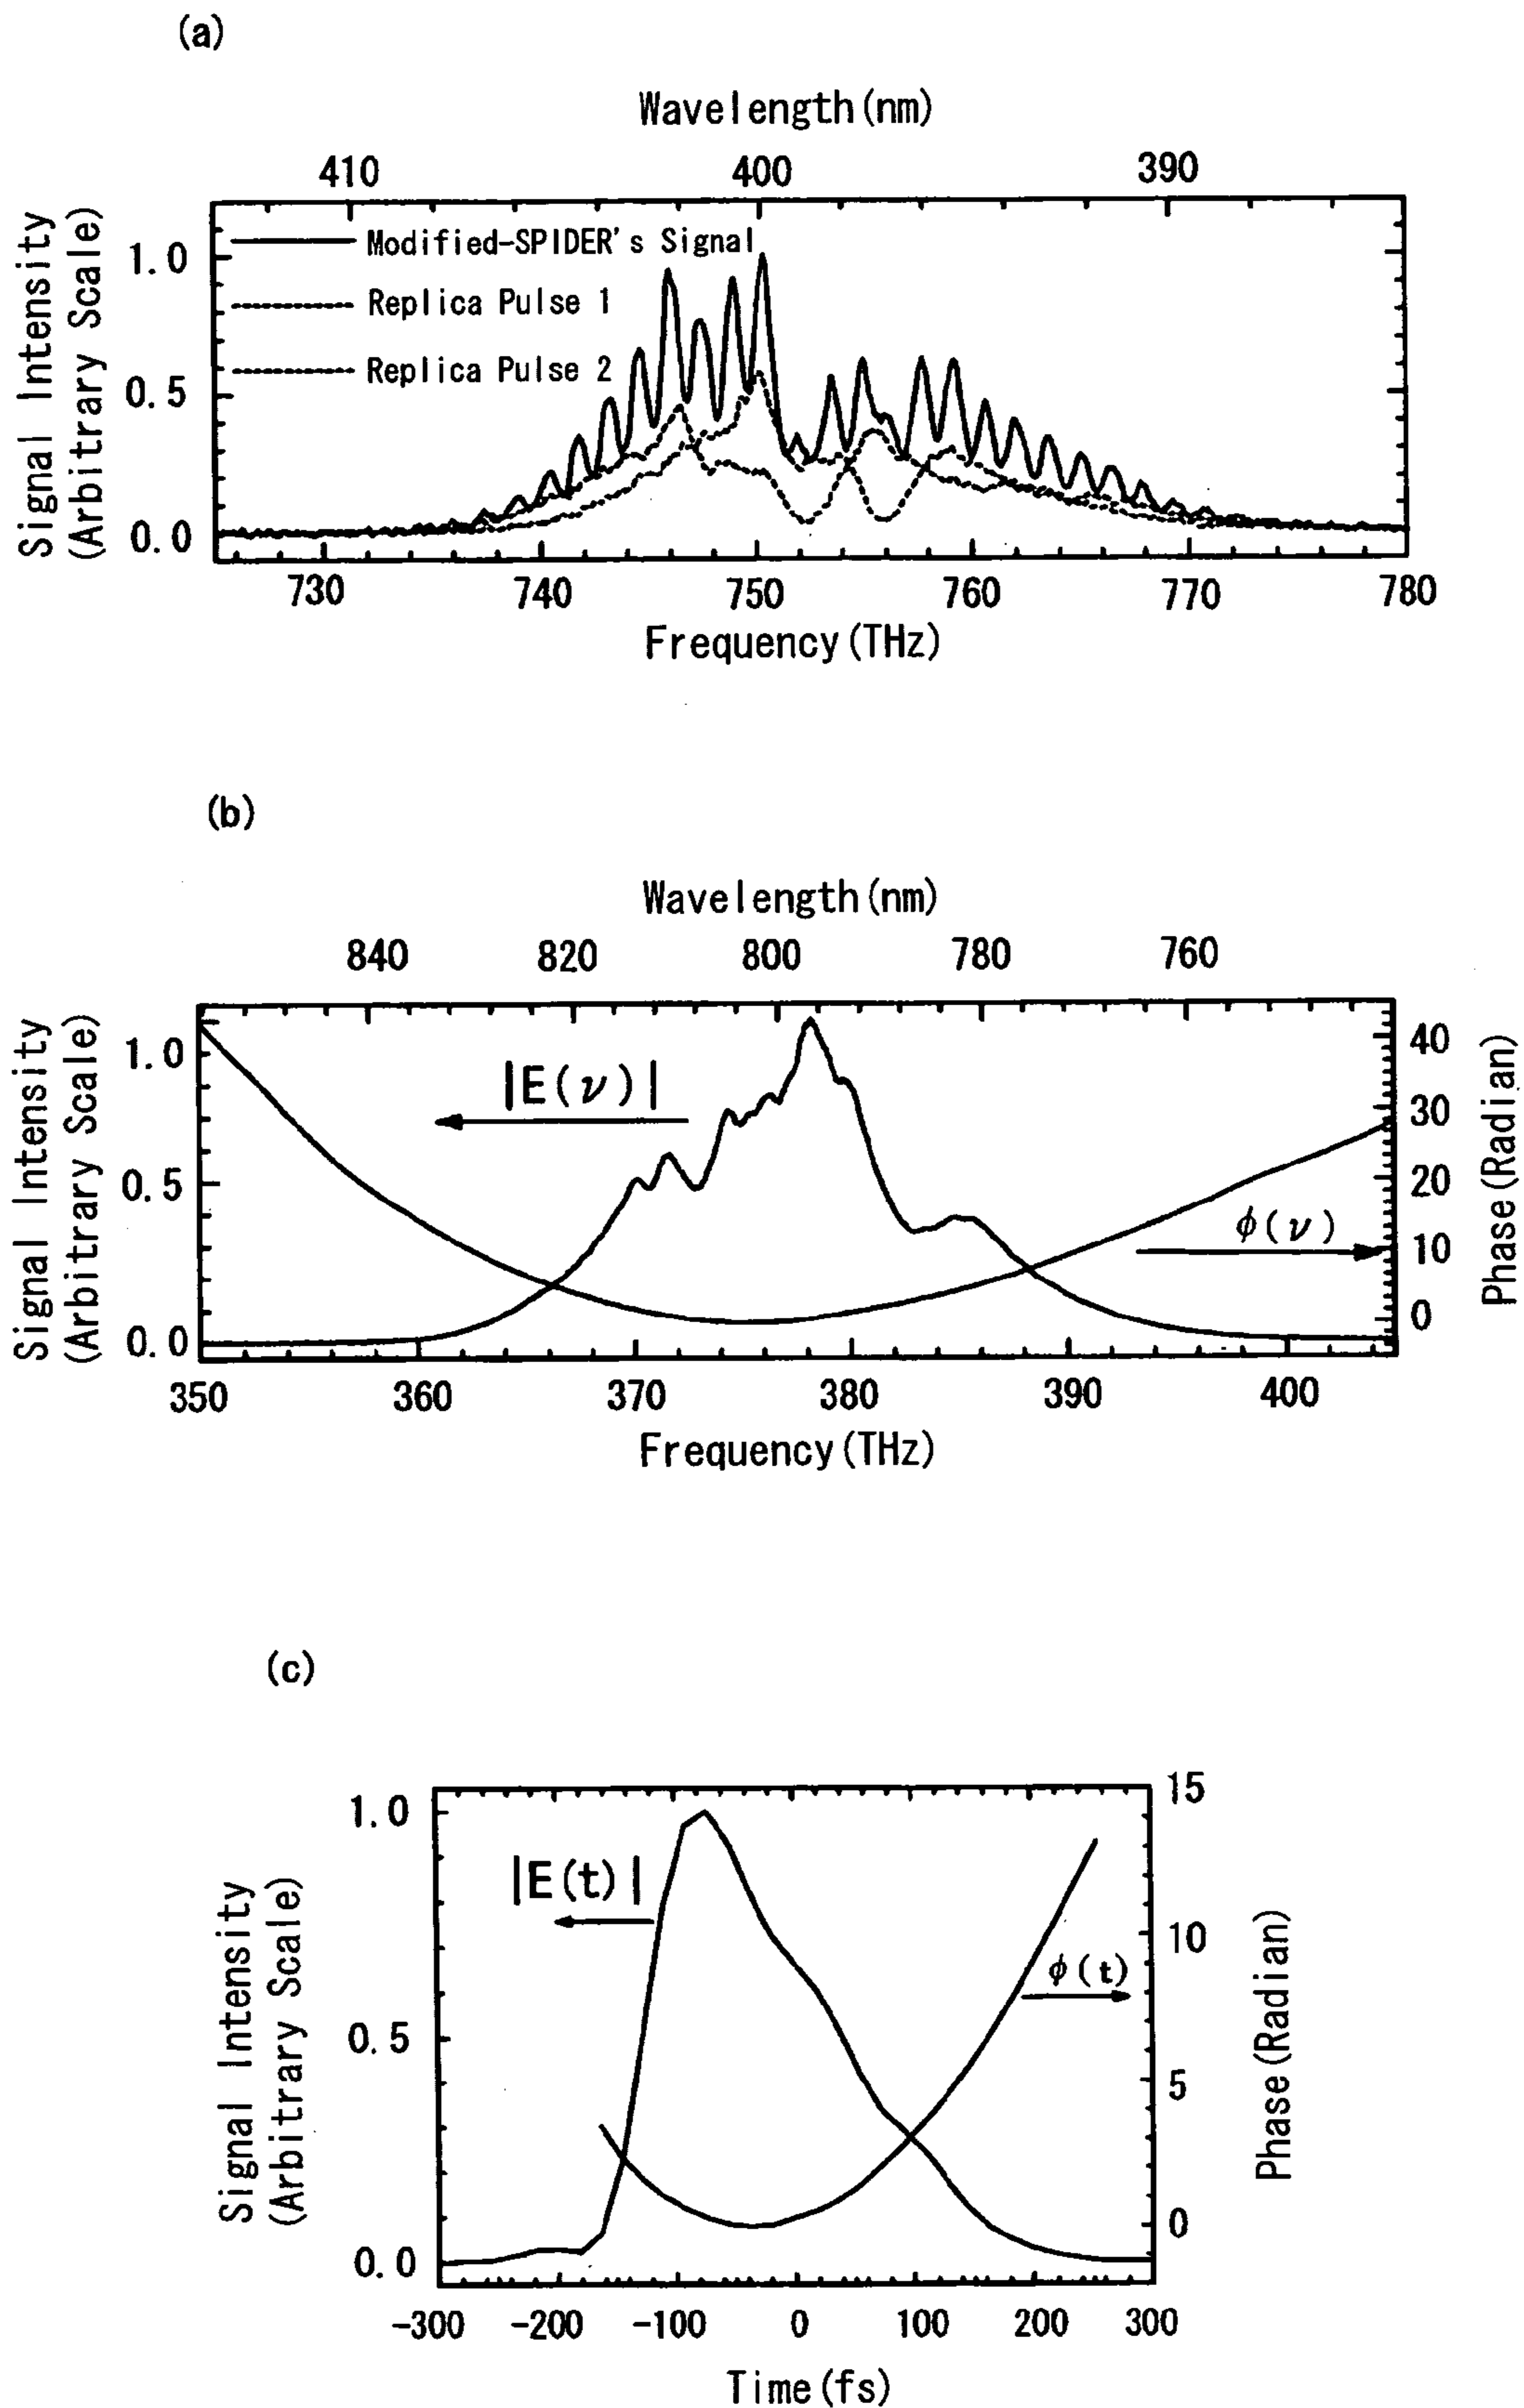 (a)
Wavelength(nm)
410 400 390
Signal Intensity
(Arbitrary Scale)
1.0
0.5
0.0
Modified-SPIDER's Signal
Replica Pulse 1
Replica Pulse 2
730 740 750 760 770 780
Frequency(THz)
(b)
Wavelength(nm)
840 820 800 780 760
Signal Intensity
(Arbitrary Scale)
1.0
0.5
0.0
|E(ν)|
φ(ν)
40
30
20
10
0
Phase(Radian)
350 360 370 380 390 400
Frequency(THz)
(c)
Signal Intensity
(Arbitrary Scale)
1.0
0.5
0.0
|E(t)|
φ(t)
15
10
5
0
Phase(Radian)
-300 -200 -100 0 100 200 300
Time(fs)